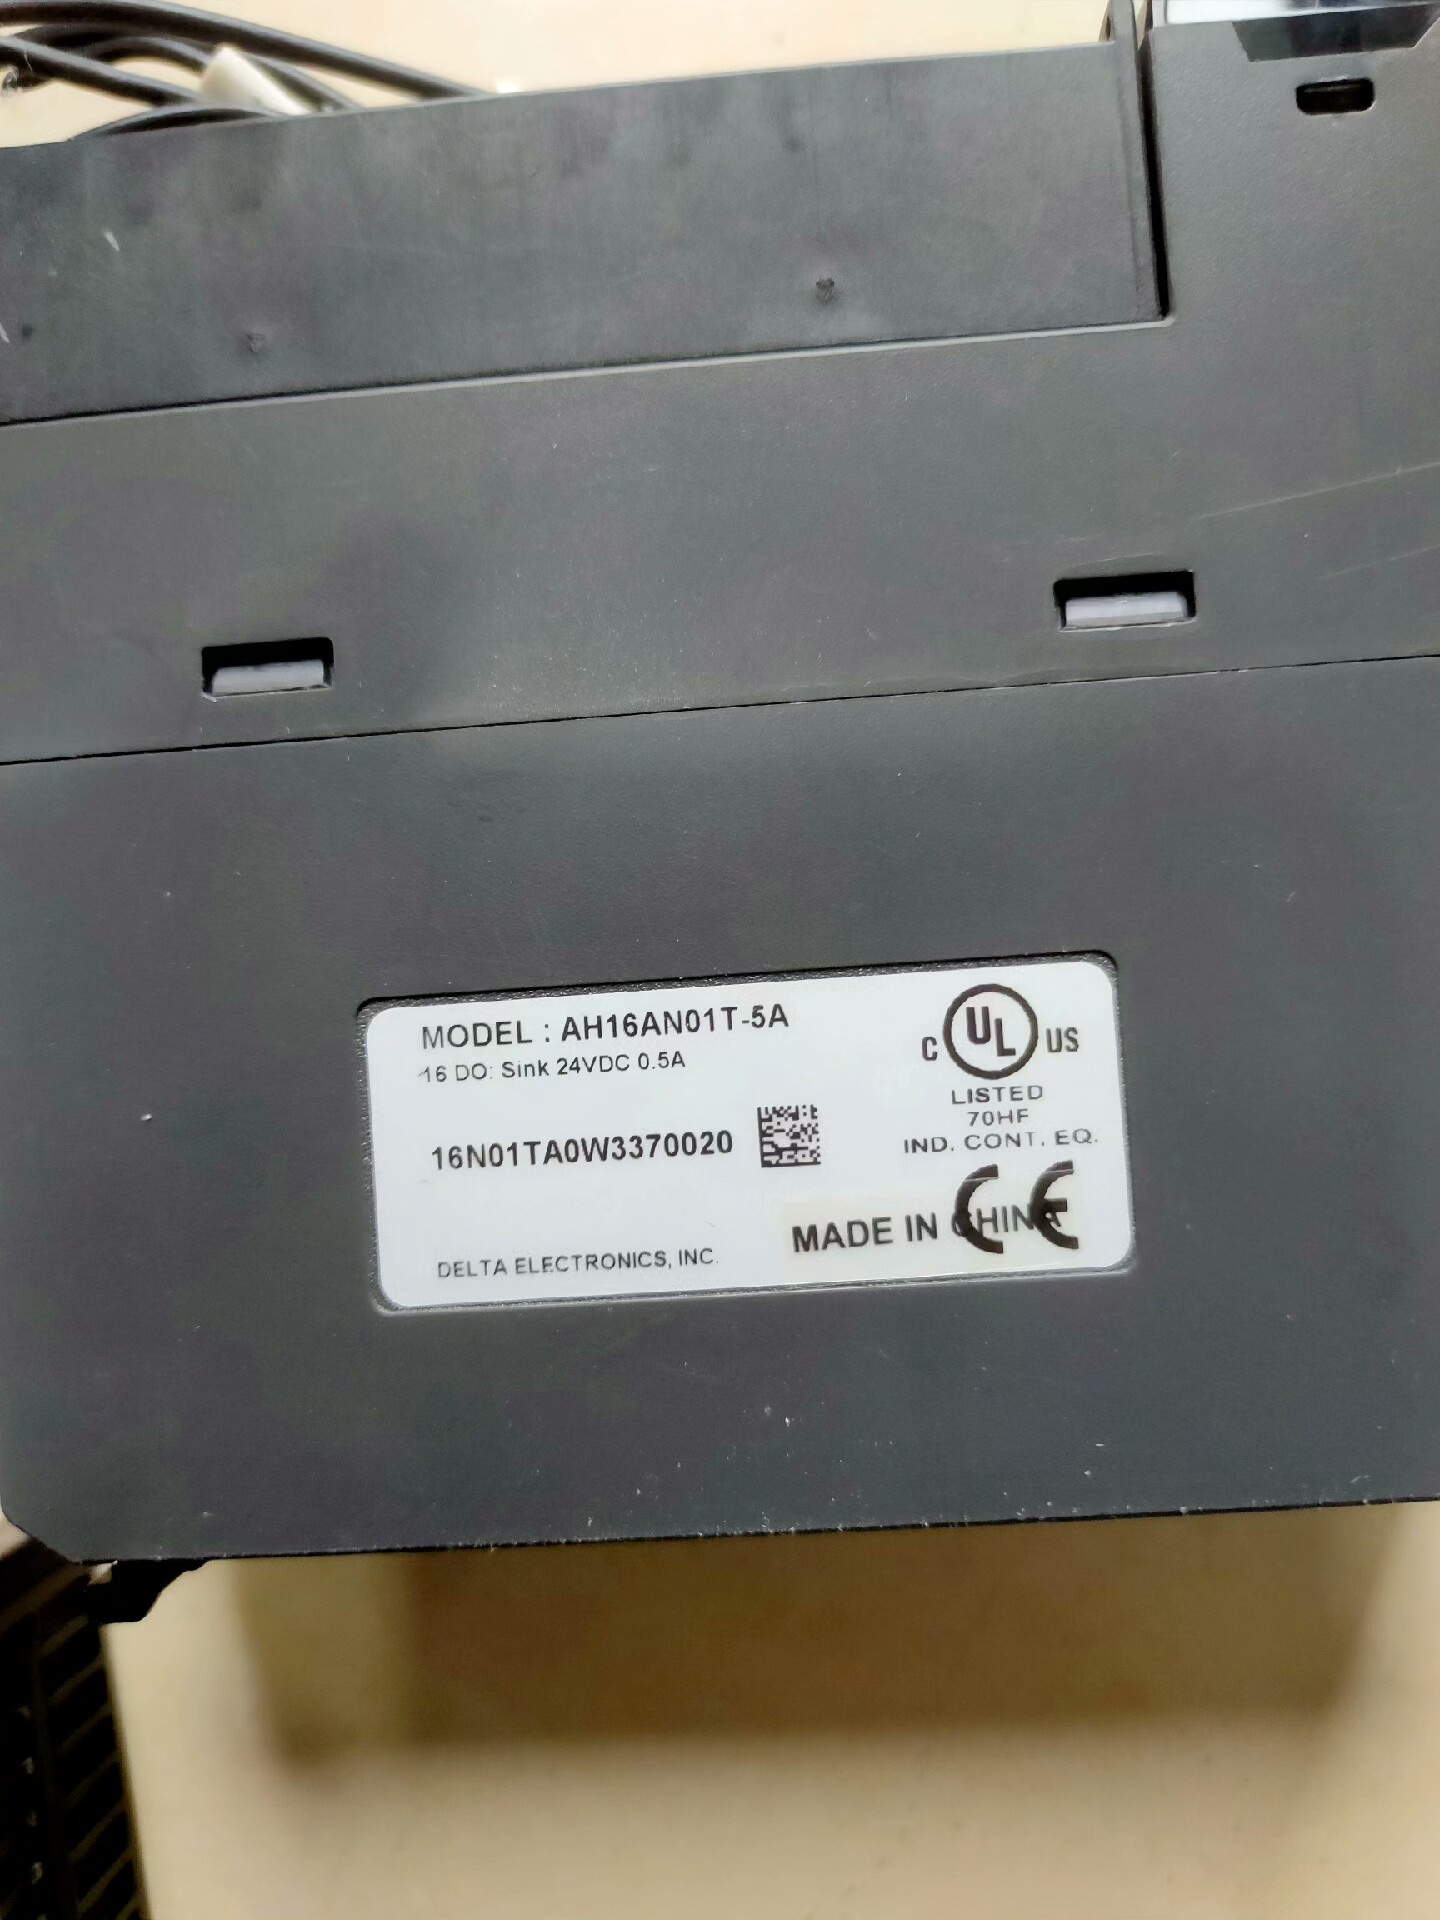 MODEL : AH16AN01T-5A
16 DO: Sink 24VDC 0.5A
16N01TA0W3370020
DELTA ELECTRONICS, INC.
C UL US
LISTED
70HF
IND. CONT. EQ.
CE
MADE IN CHINA